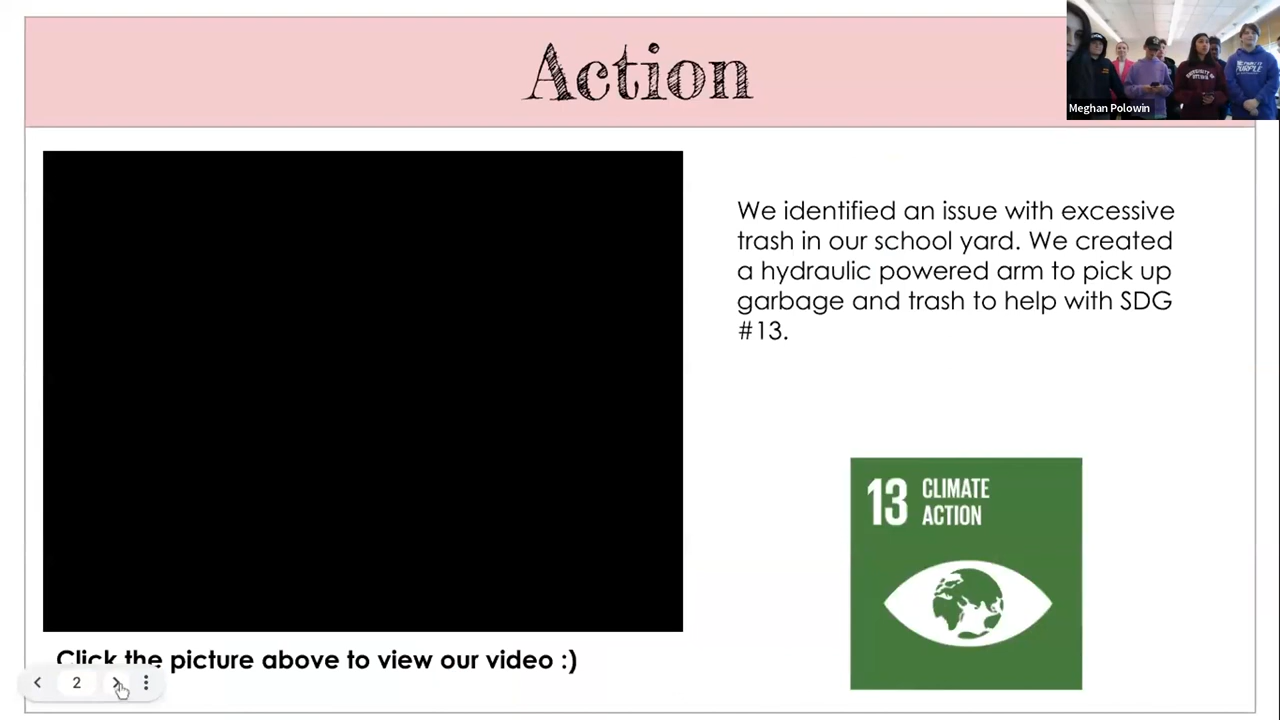 Action
Meghan Polowin
We identified an issue with excessive
trash in our school yard. We created
a hydraulic powered arm to pick up
garbage and trash to help with SDG
#13.
13 CLIMATE
ACTION
Click the picture above to view our video :)
2